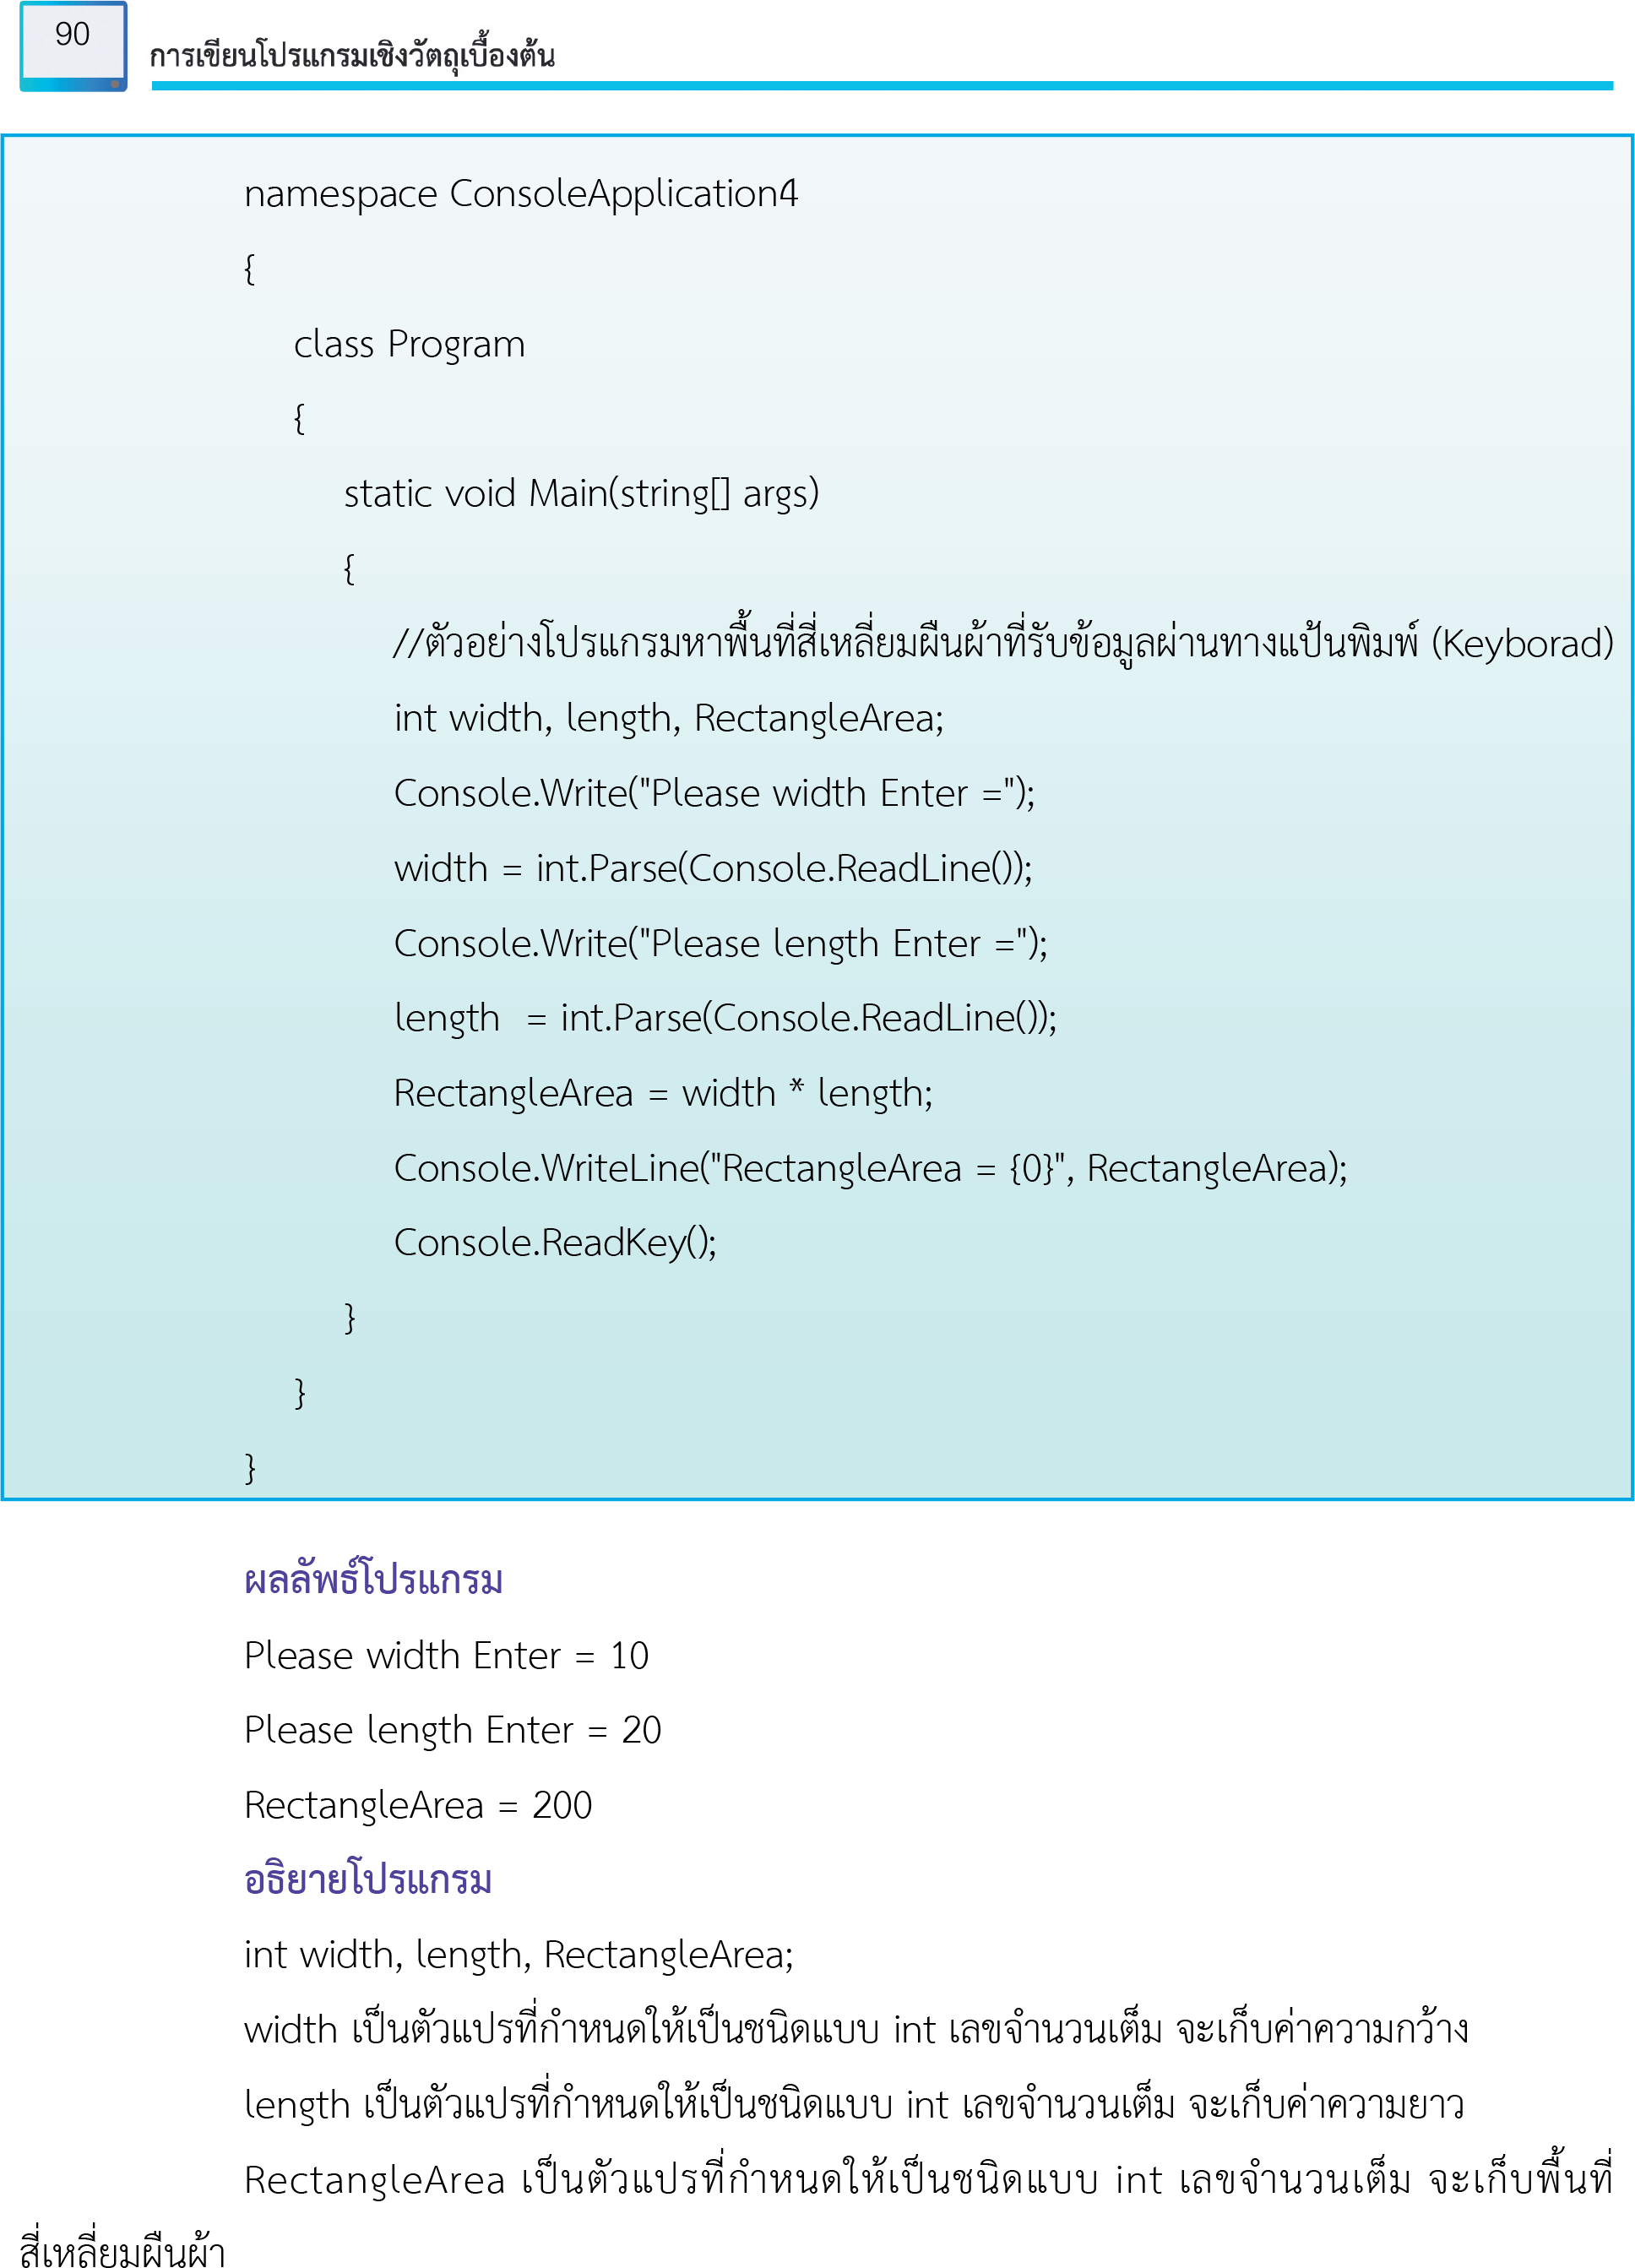 90
การเขียนโปรแกรมเชิงวัตถุเบื้องต้น
namespace ConsoleApplication4
{
class Program
{
static void Main(string[] args)
{
//ตัวอย่างโปรแกรมหาพื้นที่สี่เหลี่ยมผืนผ้าที่รับข้อมูลผ่านทางแป้นพิมพ์ (Keyborad)
int width, length, RectangleArea;
Console.Write("Please width Enter =");
width = int.Parse(Console.ReadLine());
Console.Write("Please length Enter =");
length  = int.Parse(Console.ReadLine());
RectangleArea = width * length;
Console.WriteLine("RectangleArea = {0}", RectangleArea);
Console.ReadKey();
}
}
}
ผลลัพธ์โปรแกรม
Please width Enter = 10
Please length Enter = 20
RectangleArea = 200
อธิยายโปรแกรม
int width, length, RectangleArea;
width เป็นตัวแปรที่กำหนดให้เป็นชนิดแบบ int เลขจำนวนเต็ม จะเก็บค่าความกว้าง
length เป็นตัวแปรที่กำหนดให้เป็นชนิดแบบ int เลขจำนวนเต็ม จะเก็บค่าความยาว
RectangleArea เป็นตัวแปรที่กำหนดให้เป็นชนิดแบบ int เลขจำนวนเต็ม จะเก็บพื้นที่
สี่เหลี่ยมผืนผ้า